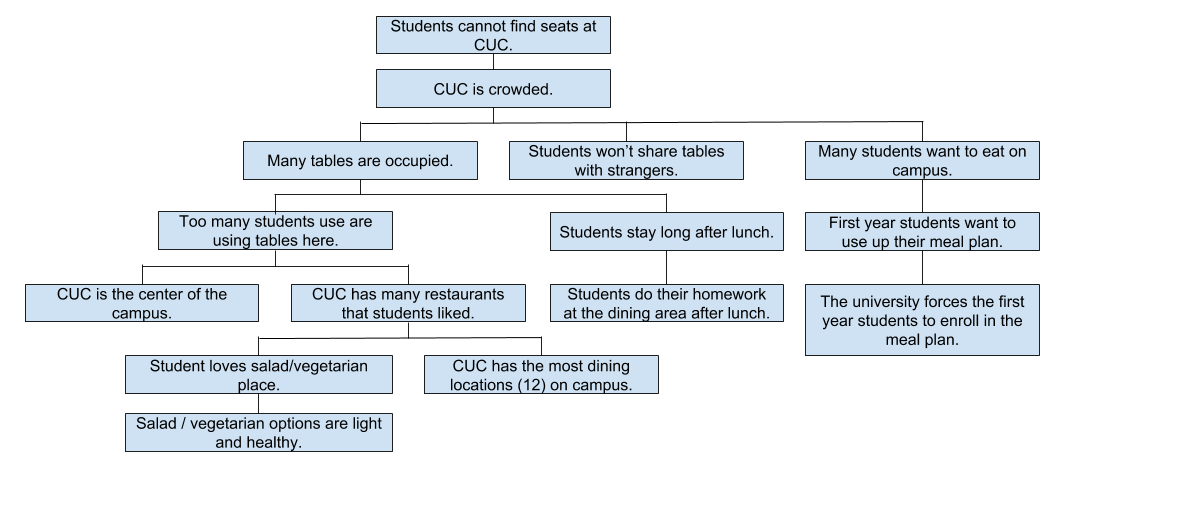 Students cannot find seats at
CUC.
CUC is crowded.
Many tables are occupied.
Students won’t share tables
with strangers.
Many students want to eat on
campus.
Too many students use are
using tables here.
Students stay long after lunch.
First year students want to
use up their meal plan.
CUC is the center of the
campus.
CUC has many restaurants
that students liked.
Students do their homework
at the dining area after lunch.
The university forces the first
year students to enroll in the
meal plan.
Student loves salad/vegetarian
place.
CUC has the most dining
locations (12) on campus.
Salad / vegetarian options are light
and healthy.